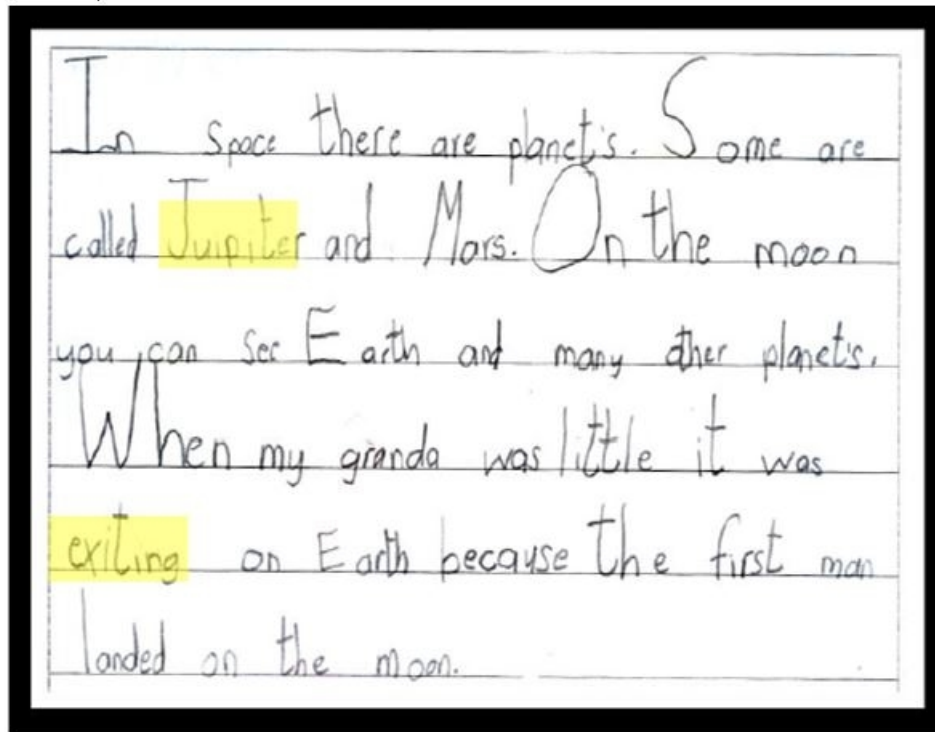 In space there are planet's. Some are
called Juipiter and Mars. On the moon
you can see Earth and many other planet's.
When my granda was little it was
exiting on Earth because the first man
landed on the moon.